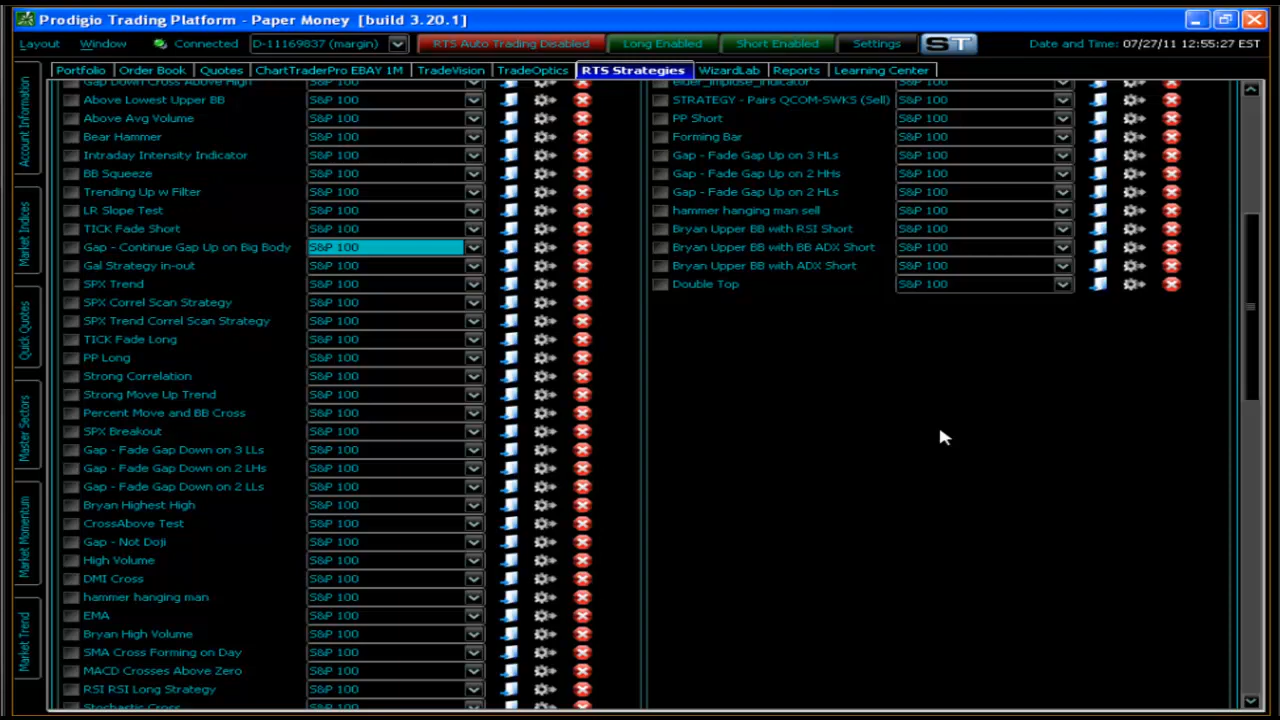 Prodigio Trading Platform - Paper Money [build 3.20.1]
Layout Window Connected D-11169837 (margin) RTS Auto Trading Disabled Long Enabled Short Enabled Settings ST Date and Time: 07/27/11 12:55:27 EST
Portfolio Order Book Quotes ChartTraderPro EBAY 1M TradeVision TradeOptics RTS Strategies WizardLab Reports Learning Center
Account Information
Market Indices
Quick Quotes
Master Sectors
Market Momentum
Market Trend
Gap Down Cross Above High S&P 100
Above Lowest Upper BB S&P 100
Above Avg Volume S&P 100
Bear Hammer S&P 100
Intraday Intensity Indicator S&P 100
BB Squeeze S&P 100
Trending Up w Filter S&P 100
LR Slope Test S&P 100
TICK Fade Short S&P 100
Gap - Continue Gap Up on Big Body S&P 100
Gal Strategy in-out S&P 100
SPX Trend S&P 100
SPX Correl Scan Strategy S&P 100
SPX Trend Correl Scan Strategy S&P 100
TICK Fade Long S&P 100
PP Long S&P 100
Strong Correlation S&P 100
Strong Move Up Trend S&P 100
Percent Move and BB Cross S&P 100
SPX Breakout S&P 100
Gap - Fade Gap Down on 3 LLs S&P 100
Gap - Fade Gap Down on 2 LHs S&P 100
Gap - Fade Gap Down on 2 LLs S&P 100
Bryan Highest High S&P 100
CrossAbove Test S&P 100
Gap - Not Doji S&P 100
High Volume S&P 100
DMI Cross S&P 100
hammer hanging man S&P 100
EMA S&P 100
Bryan High Volume S&P 100
SMA Cross Forming on Day S&P 100
MACD Crosses Above Zero S&P 100
RSI RSI Long Strategy S&P 100
Stochastic Cross S&P 100
elder_implose_indicator S&P 100
STRATEGY - Pairs QCOM-SWKS (Sell) S&P 100
PP Short S&P 100
Forming Bar S&P 100
Gap - Fade Gap Up on 3 HLs S&P 100
Gap - Fade Gap Up on 2 HHs S&P 100
Gap - Fade Gap Up on 2 HLs S&P 100
hammer hanging man sell S&P 100
Bryan Upper BB with RSI Short S&P 100
Bryan Upper BB with BB ADX Short S&P 100
Bryan Upper BB with ADX Short S&P 100
Double Top S&P 100